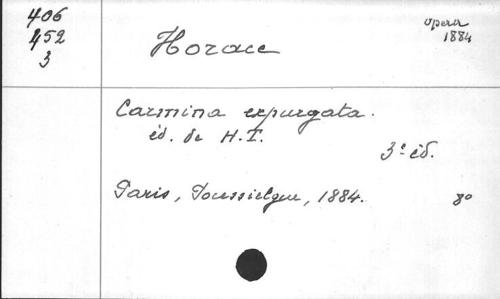 406
452
3
Horace
opera
1884
Carmina expurgata.
éd. de H.T.
3e éd.
Paris, Poussielgue, 1884. 8o